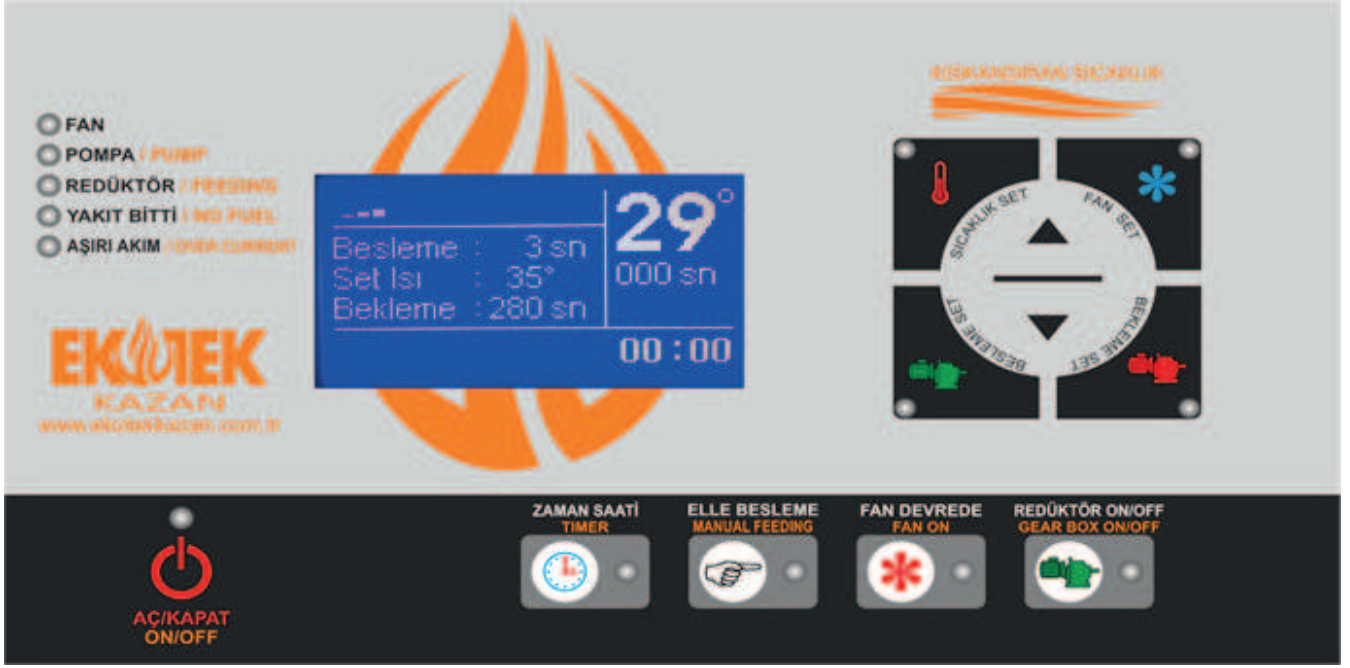 FAN
POMPA / PUMP
REDÜKTÖR / FEEDING
YAKIT BİTTİ / NO FUEL
AŞIRI AKIM / OVER CURRENT
EKOTEK
KAZAN
www.ekotekkazan.com.tr
Besleme : 3 sn
Set Isı : 35°
Bekleme : 280 sn
29°
000 sn
00:00
SICAKLIK
SICAKLIK SET
FAN SET
BESLEME SET
BEKLEME SET
AÇ/KAPAT
ON/OFF
ZAMAN SAATİ
TIMER
ELLE BESLEME
MANUAL FEEDING
FAN DEVREDE
FAN ON
REDÜKTÖR ON/OFF
GEAR BOX ON/OFF